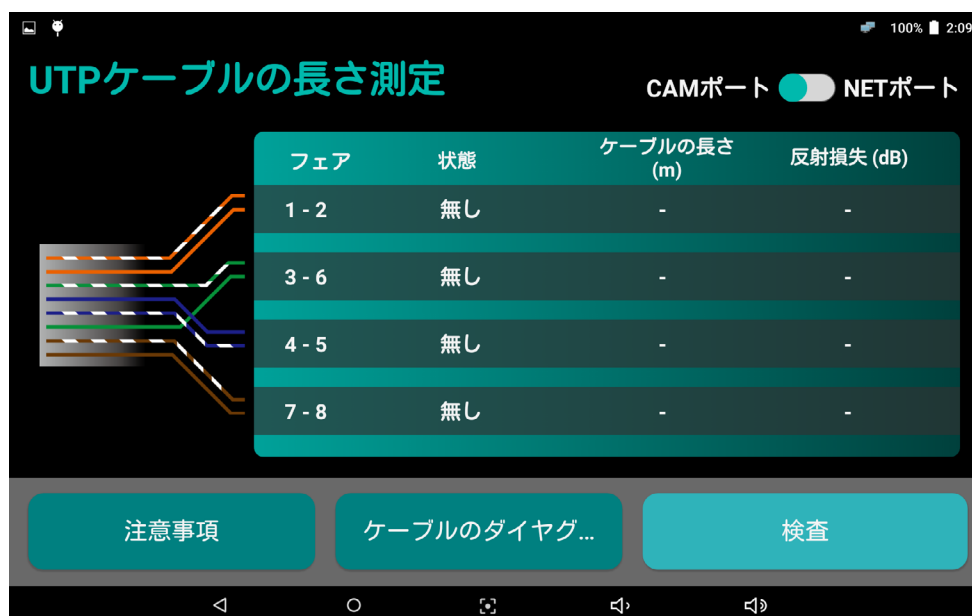 100% 2:09
UTPケーブルの長さ測定
CAMポート NETポート
フェア 状態 ケーブルの長さ (m) 反射損失 (dB)
1 - 2 無し - -
3 - 6 無し - -
4 - 5 無し - -
7 - 8 無し - -
注意事項 ケーブルのダイヤグ... 検査